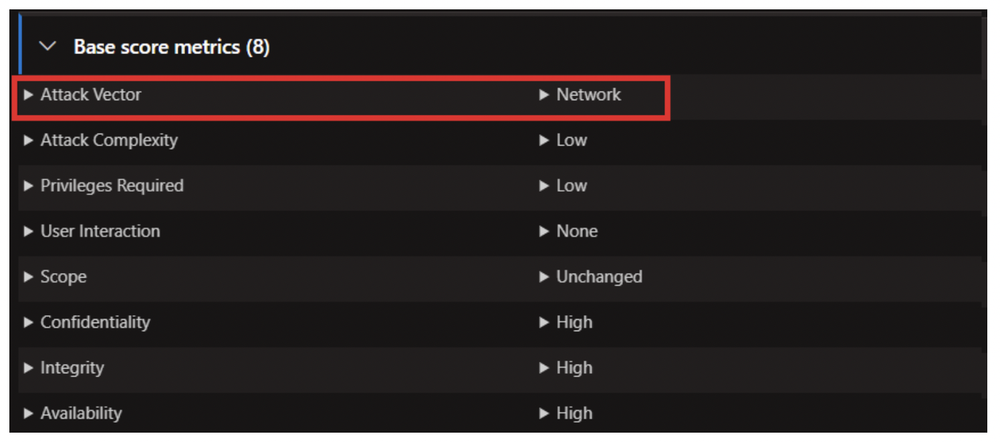 Base score metrics (8)
Attack Vector Network
Attack Complexity Low
Privileges Required Low
User Interaction None
Scope Unchanged
Confidentiality High
Integrity High
Availability High